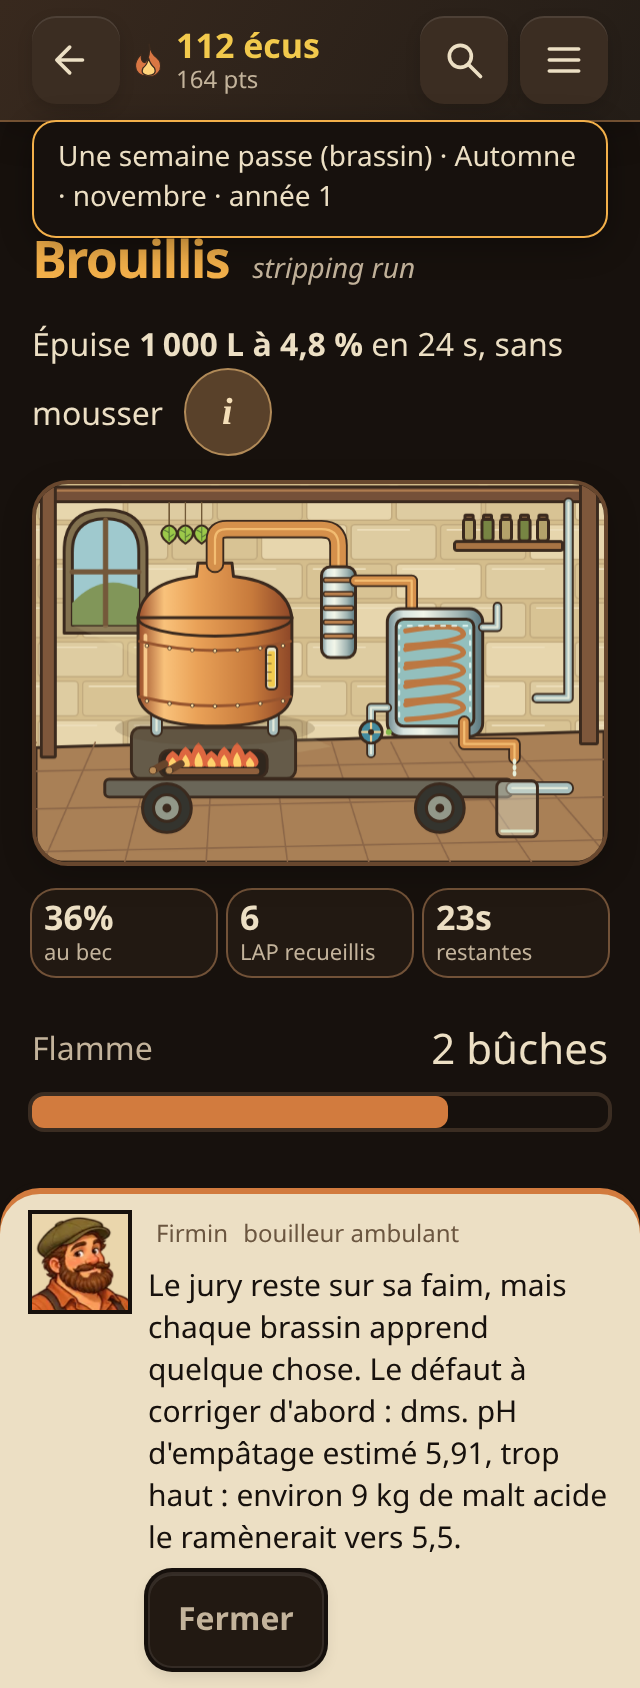 112 écus
164 pts
Une semaine passe (brassin) · Automne
· novembre · année 1
Brouillis stripping run
Épuise 1 000 L à 4,8 % en 24 s, sans
mousser i
36%
au bec
6
LAP recueillis
23s
restantes
Flamme 2 bûches
Firmin bouilleur ambulant
Le jury reste sur sa faim, mais
chaque brassin apprend
quelque chose. Le défaut à
corriger d'abord : dms. pH
d'empâtage estimé 5,91, trop
haut : environ 9 kg de malt acide
le ramènerait vers 5,5.
Fermer